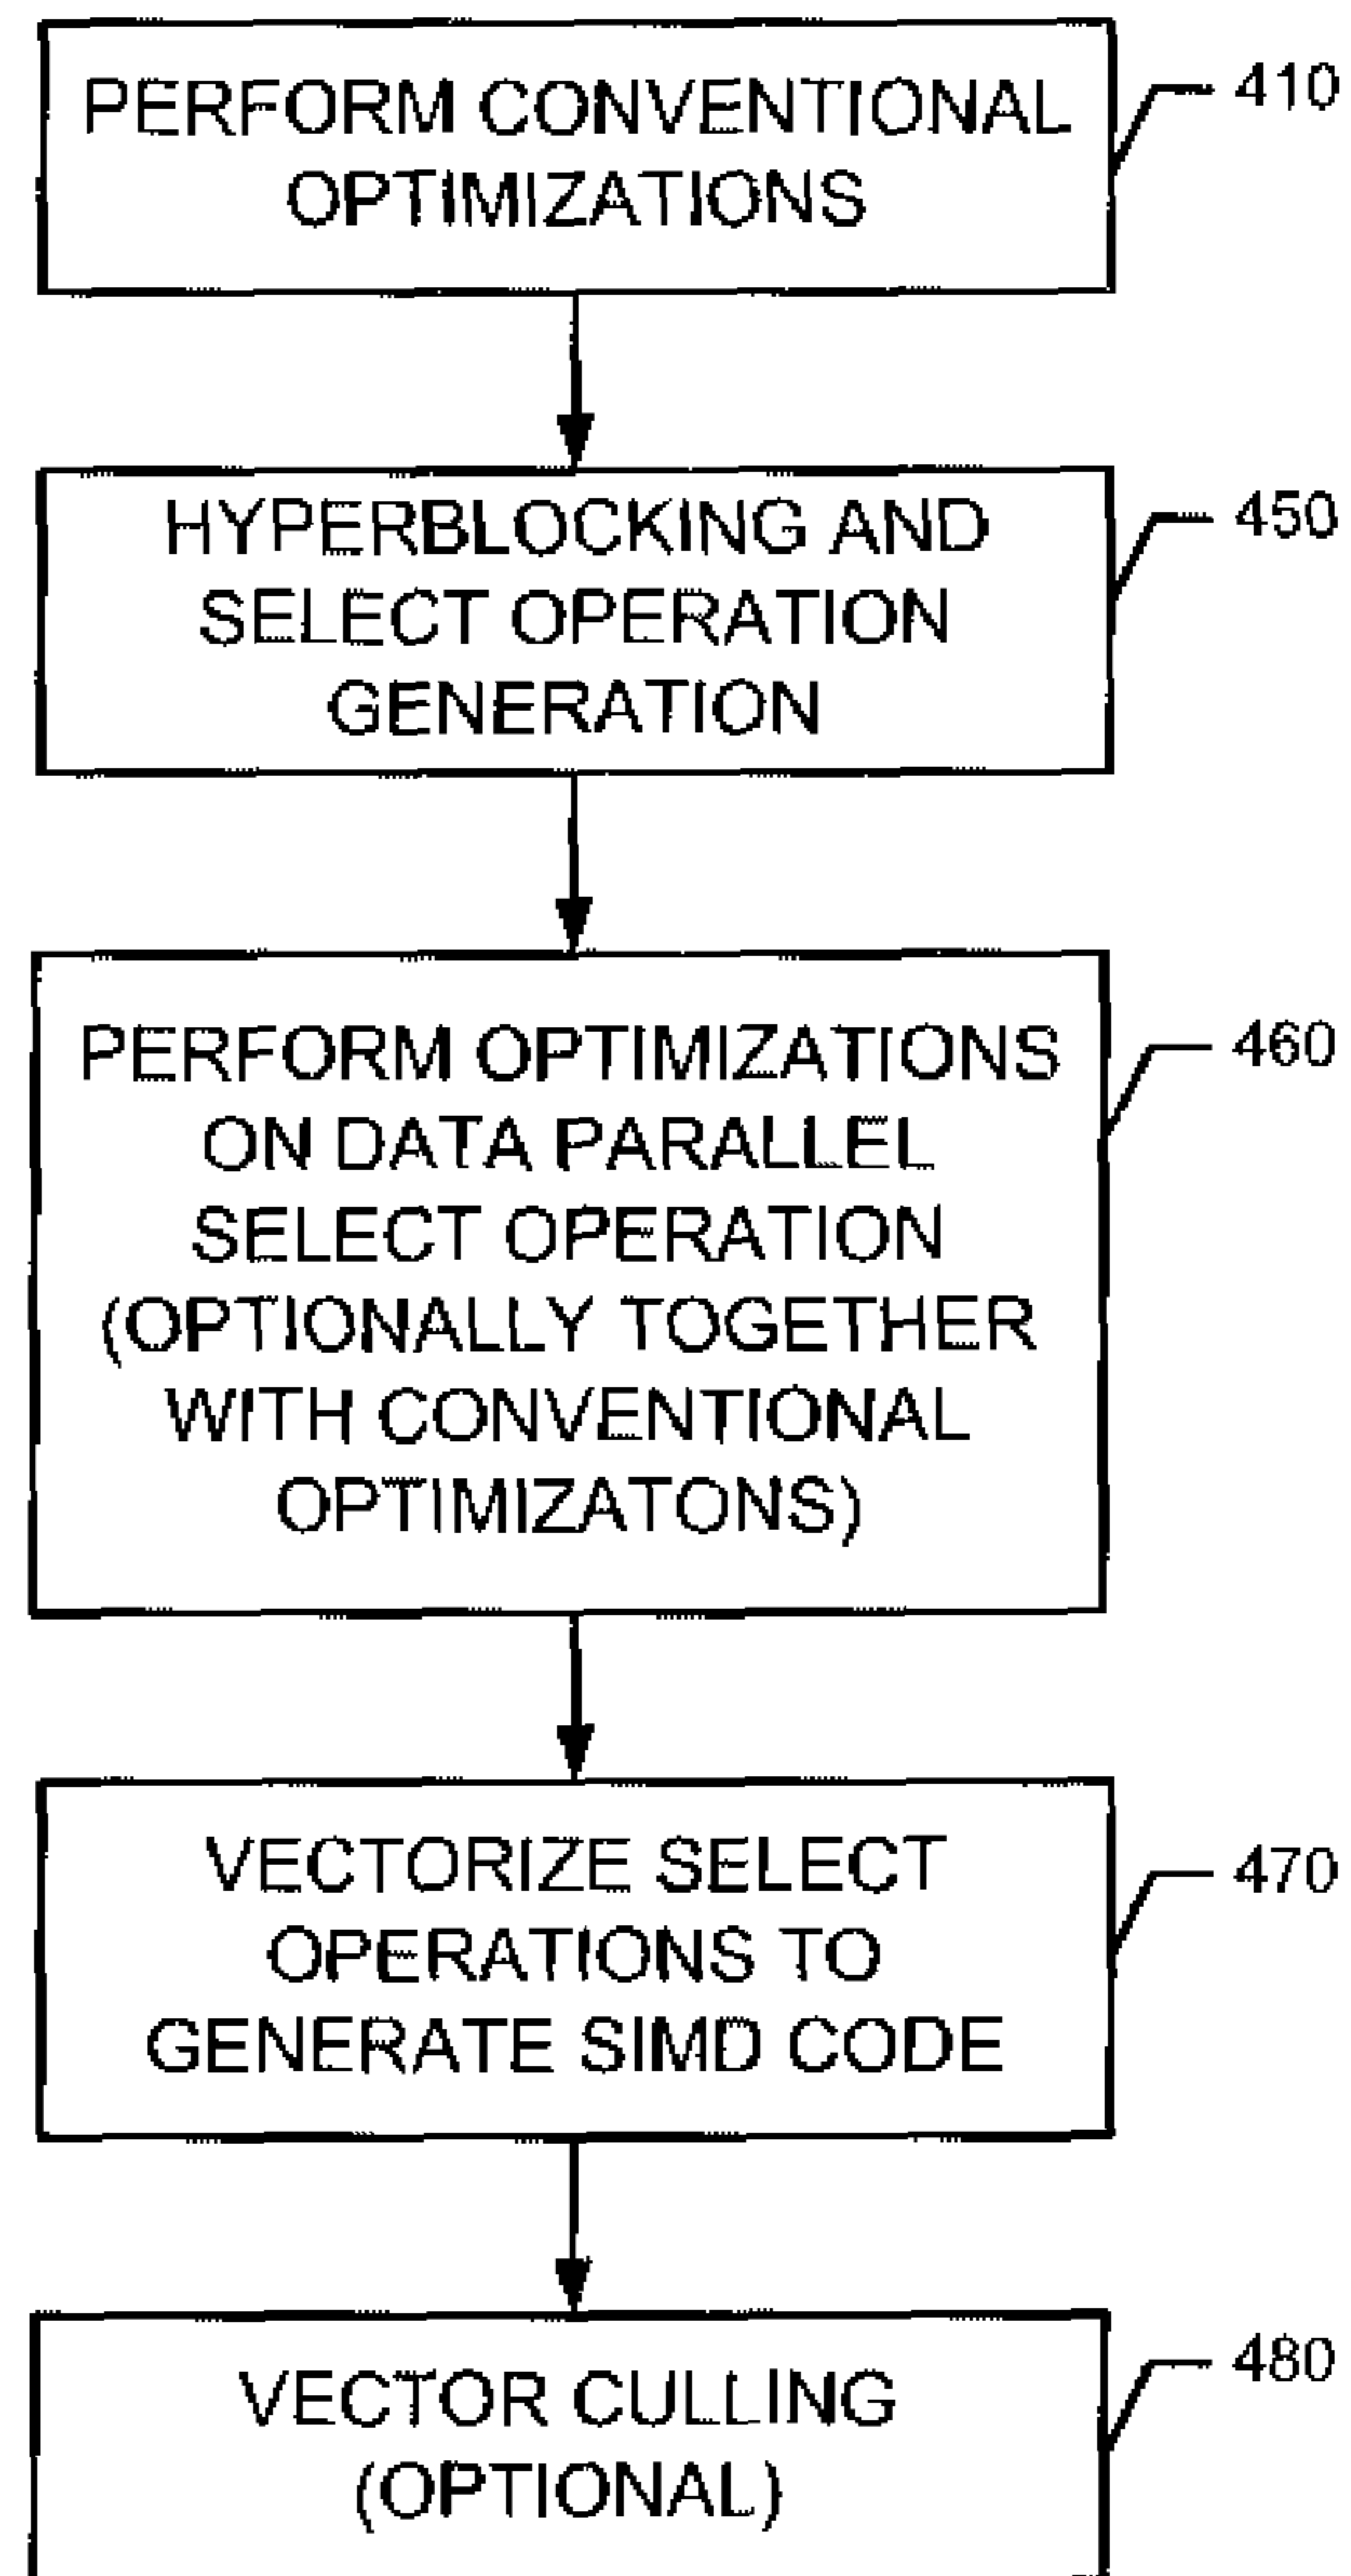 PERFORM CONVENTIONAL
OPTIMIZATIONS
410
HYPERBLOCKING AND
SELECT OPERATION
GENERATION
450
PERFORM OPTIMIZATIONS
ON DATA PARALLEL
SELECT OPERATION
(OPTIONALLY TOGETHER
WITH CONVENTIONAL
OPTIMIZATONS)
460
VECTORIZE SELECT
OPERATIONS TO
GENERATE SIMD CODE
470
VECTOR CULLING
(OPTIONAL)
480